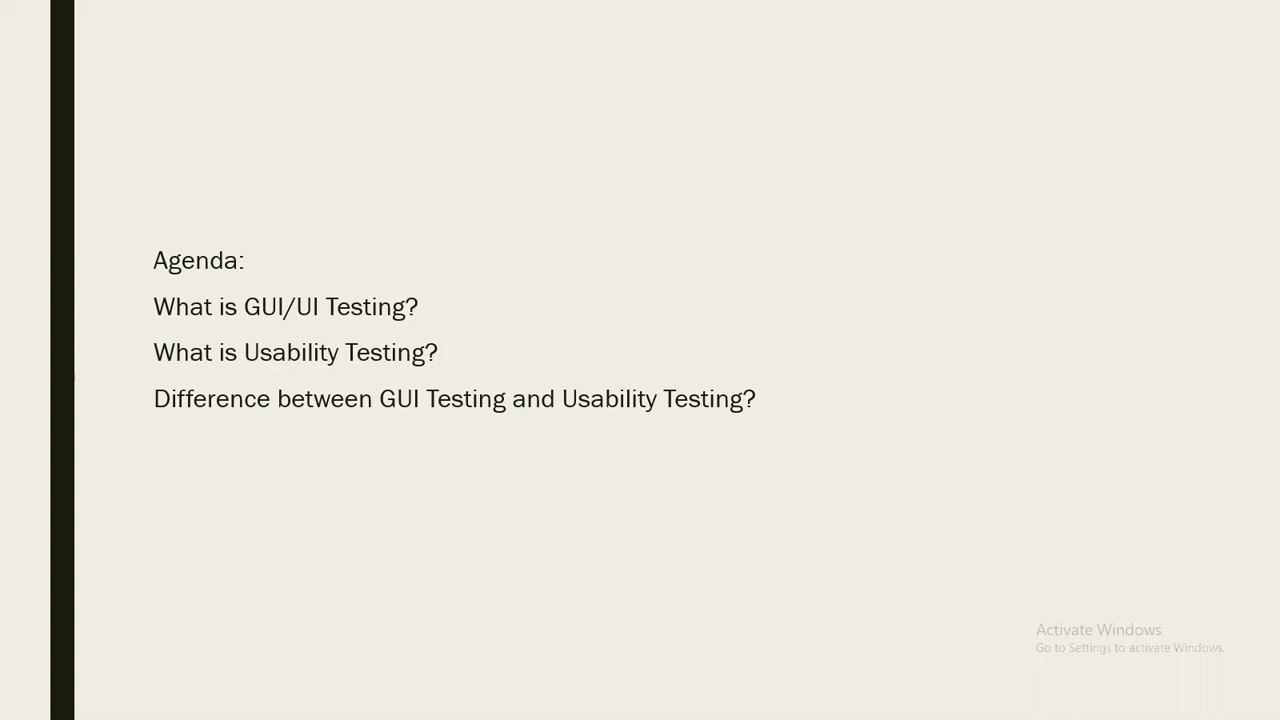 Agenda:
What is GUI/UI Testing?
What is Usability Testing?
Difference between GUI Testing and Usability Testing?
Activate Windows
Go to Settings to activate Windows.